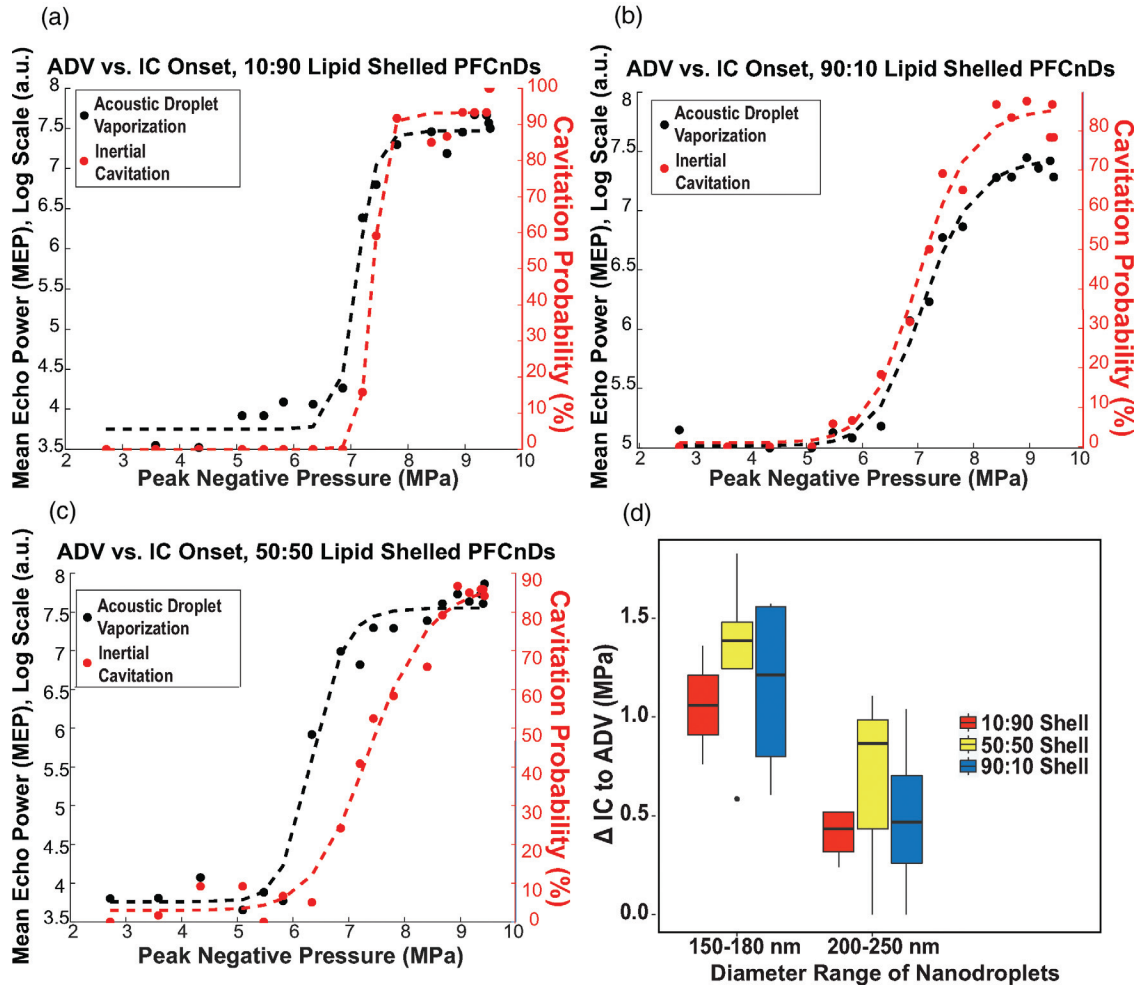 (a)
ADV vs. IC Onset, 10:90 Lipid Shelled PFCnDs
Mean Echo Power (MEP), Log Scale (a.u.)
8
7.5
7
6.5
6
5.5
5
4.5
4
3.5
Acoustic Droplet
Vaporization
Inertial
Cavitation
100
90
80
70
60
50
40
30
20
10
0
Cavitation Probability (%)
2 3 4 5 6 7 8 9 10
Peak Negative Pressure (MPa)
(b)
ADV vs. IC Onset, 90:10 Lipid Shelled PFCnDs
Mean Echo Power (MEP), Log Scale (a.u.)
8
7.5
7
6.5
6
5.5
5
Acoustic Droplet
Vaporization
Inertial
Cavitation
80
70
60
50
40
30
20
10
0
Cavitation Probability (%)
2 3 4 5 6 7 8 9 10
Peak Negative Pressure (MPa)
(c)
ADV vs. IC Onset, 50:50 Lipid Shelled PFCnDs
Mean Echo Power (MEP), Log Scale (a.u.)
8
7.5
7
6.5
6
5.5
5
4.5
4
3.5
Acoustic Droplet
Vaporization
Inertial
Cavitation
90
80
70
60
50
40
30
20
10
0
Cavitation Probability (%)
2 3 4 5 6 7 8 9 10
Peak Negative Pressure (MPa)
(d)
Δ IC to ADV (MPa)
1.5
1.0
0.5
0.0
10:90 Shell
50:50 Shell
90:10 Shell
150-180 nm 200-250 nm
Diameter Range of Nanodroplets